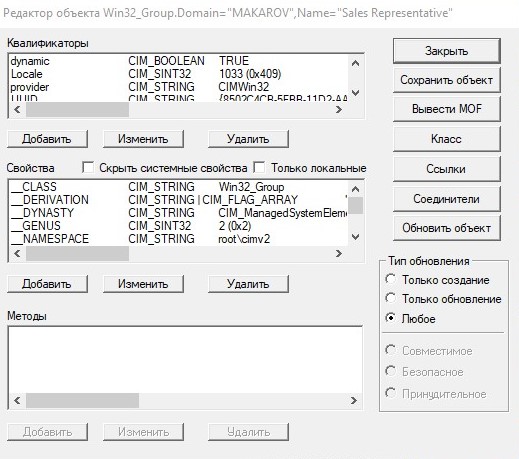 Редактор объекта Win32_Group.Domain="MAKAROV",Name="Sales Representative"
Квалификаторы
dynamic CIM_BOOLEAN TRUE
Locale CIM_SINT32 1033 (0x409)
provider CIM_STRING CIMWin32
UUID CIM_STRING {8502C4CB-5FBB-11D2-AA
Добавить Изменить Удалить
Свойства Скрыть системные свойства Только локальные
__CLASS CIM_STRING Win32_Group
__DERIVATION CIM_STRING | CIM_FLAG_ARRAY
__DYNASTY CIM_STRING CIM_ManagedSystemEleme
__GENUS CIM_SINT32 2 (0x2)
__NAMESPACE CIM_STRING root\cimv2
Добавить Изменить Удалить
Методы
Добавить Изменить Удалить
Закрыть
Сохранить объект
Вывести MOF
Класс
Ссылки
Соединители
Обновить объект
Тип обновления
Только создание
Только обновление
Любое
Совместимое
Безопасное
Принудительное